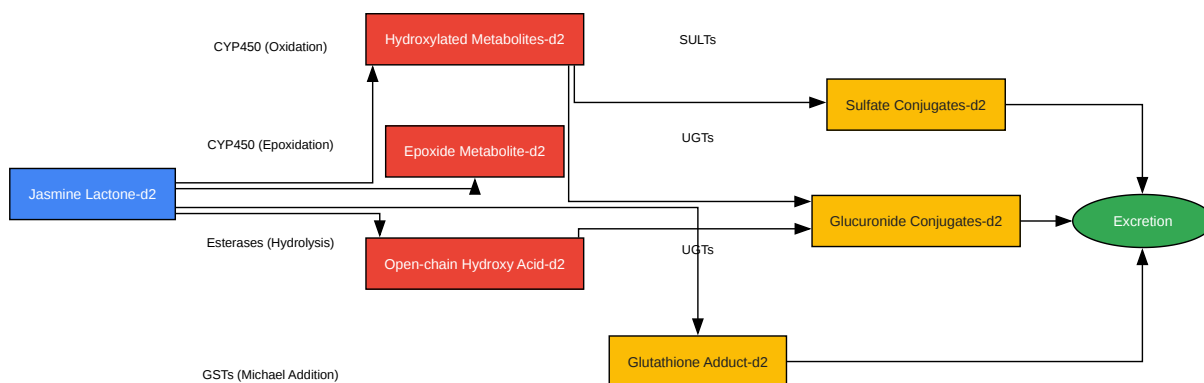 Hydroxylated Metabolites-d2
CYP450 (Oxidation)
SULTs
Sulfate Conjugates-d2
CYP450 (Epoxidation)
UGTs
Epoxide Metabolite-d2
Jasmine Lactone-d2
Glucuronide Conjugates-d2
Excretion
Esterases (Hydrolysis)
UGTs
Open-chain Hydroxy Acid-d2
Glutathione Adduct-d2
GSTs (Michael Addition)